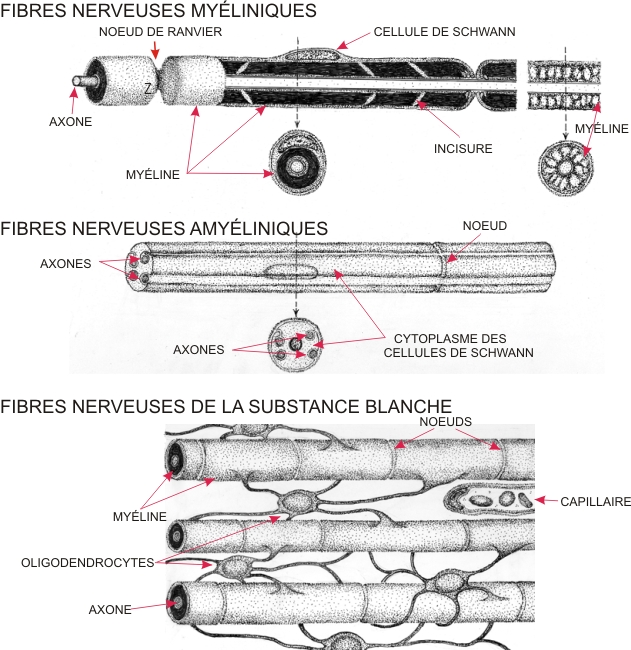 FIBRES NERVEUSES MYÉLINIQUES
NOEUD DE RANVIER
CELLULE DE SCHWANN
Z
AXONE
MYÉLINE
INCISURE
MYÉLINE
FIBRES NERVEUSES AMYÉLINIQUES
NOEUD
AXONES
AXONES
CYTOPLASME DES
CELLULES DE SCHWANN
FIBRES NERVEUSES DE LA SUBSTANCE BLANCHE
NOEUDS
MYÉLINE
CAPILLAIRE
OLIGODENDROCYTES
AXONE